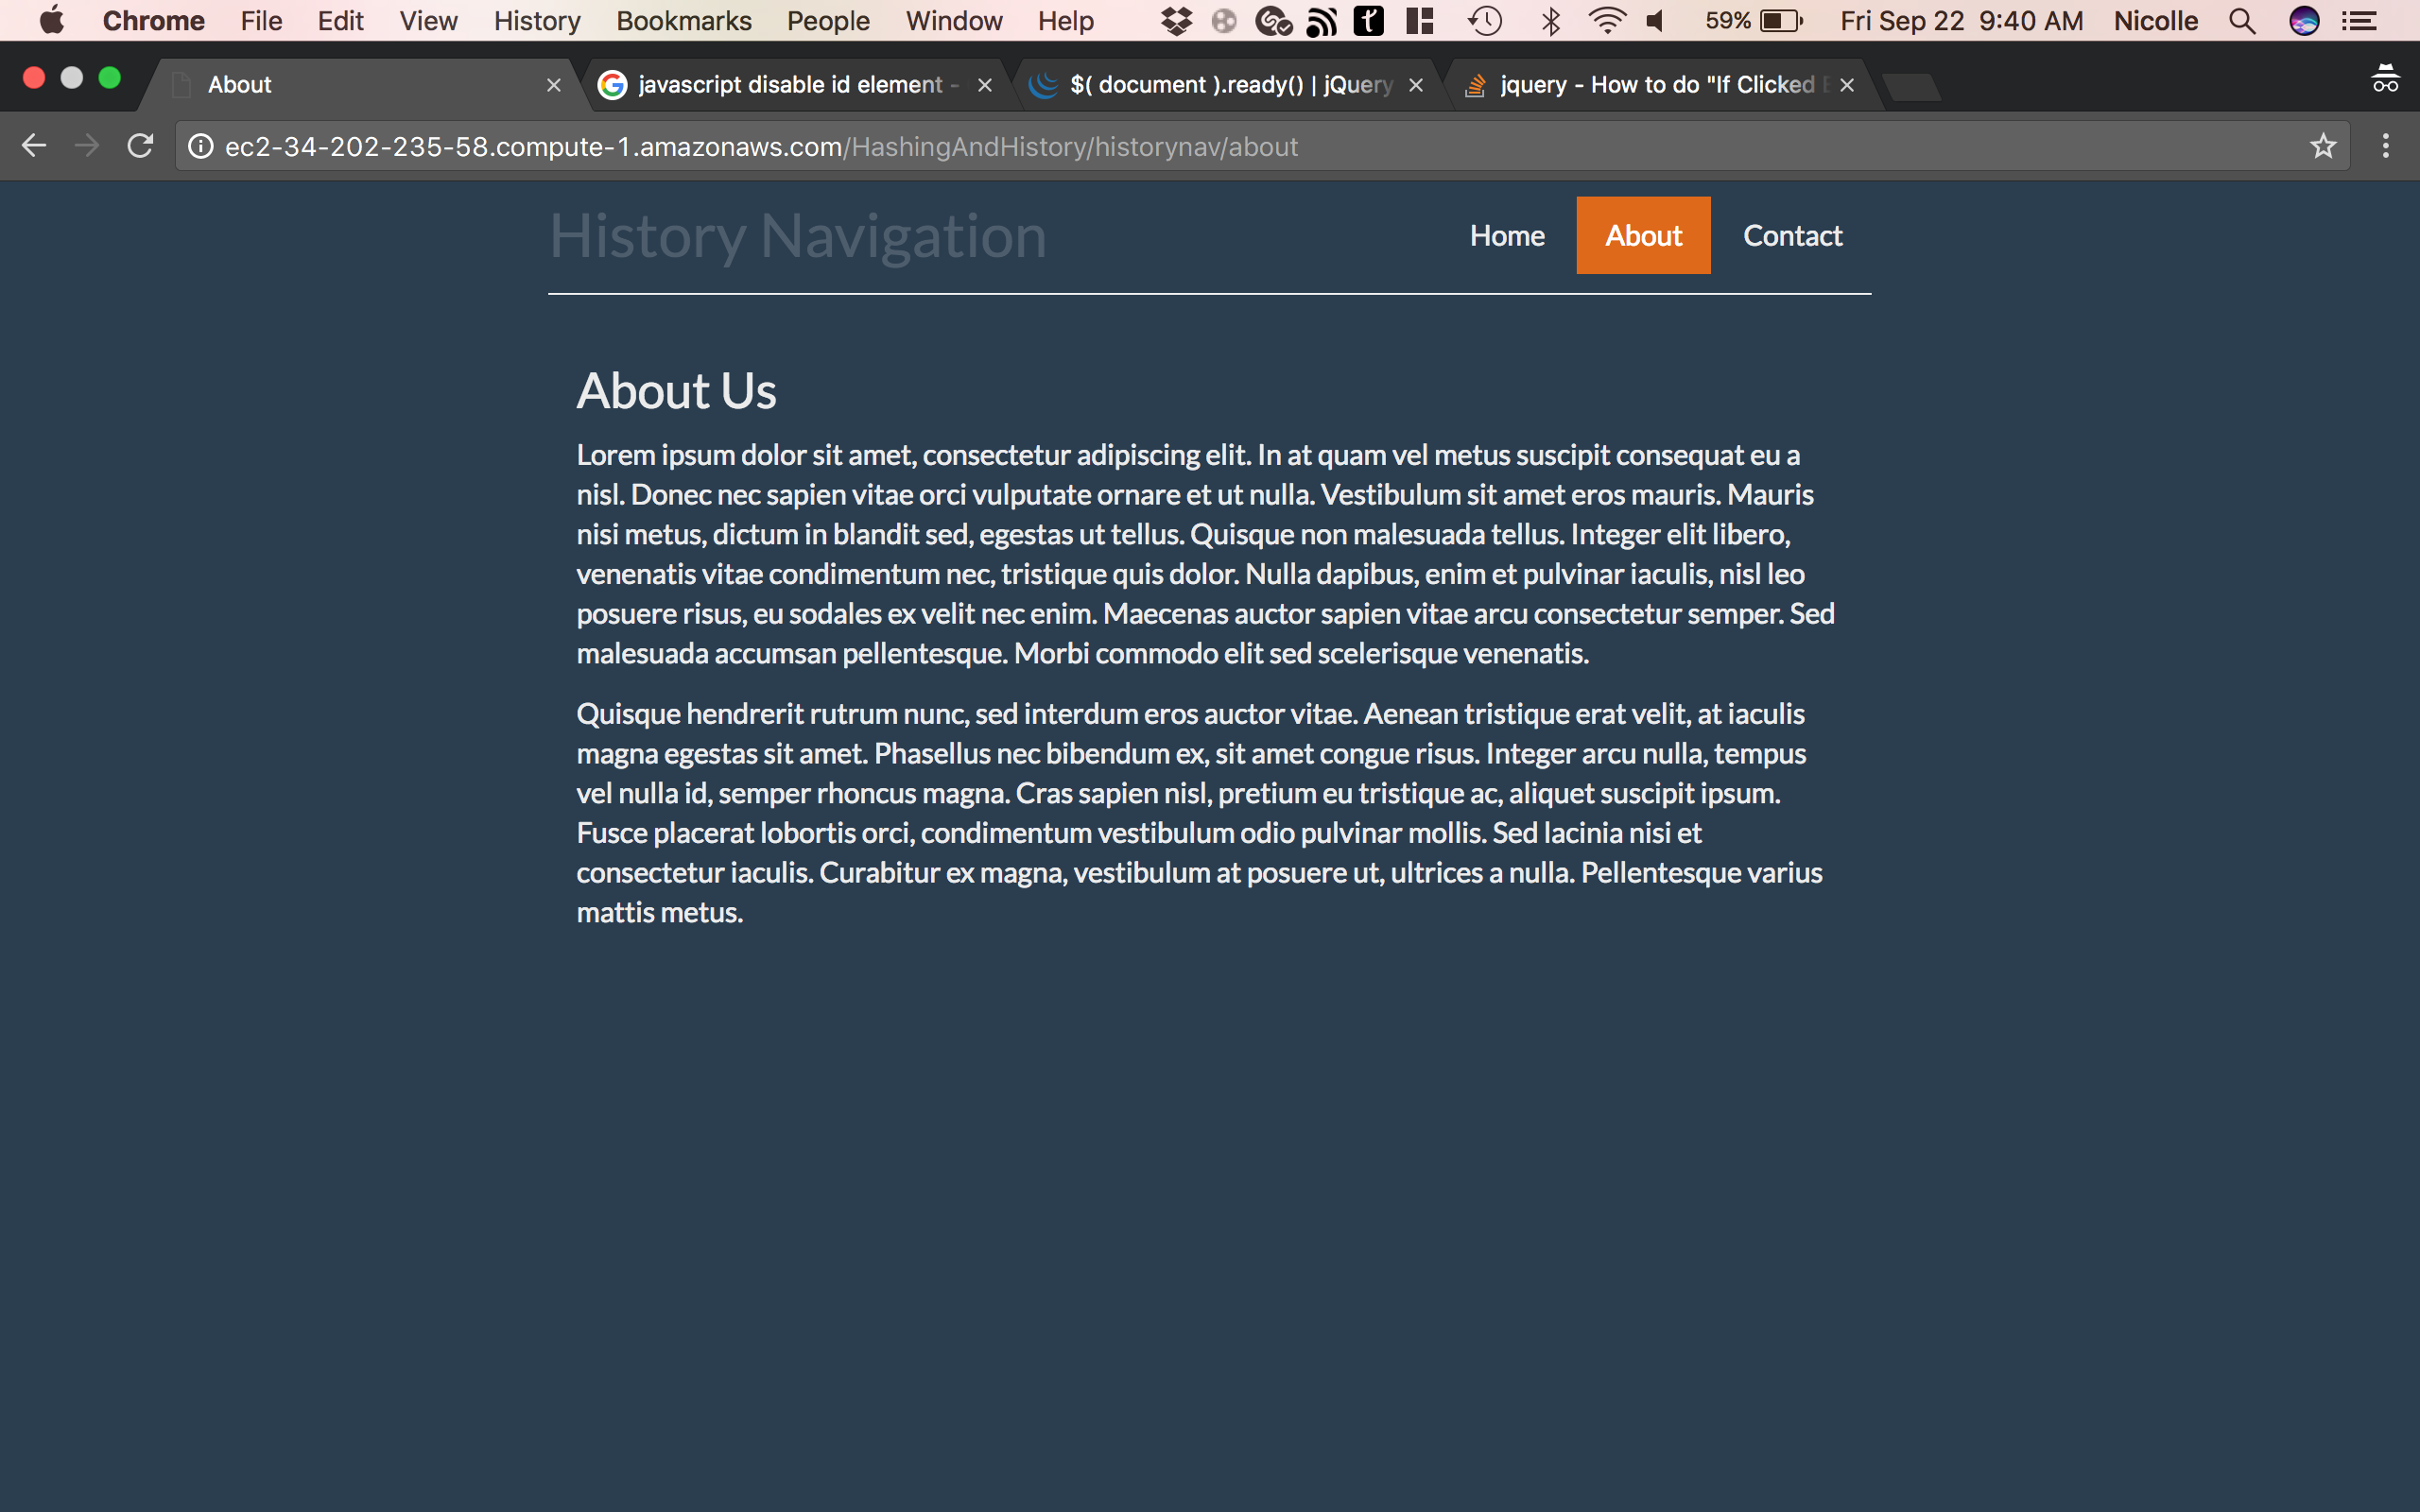 Chrome File Edit View History Bookmarks People Window Help 59% Fri Sep 22 9:40 AM Nicolle
About javascript disable id element - $( document ).ready() | jQuery jquery - How to do "If Clicked
ec2-34-202-235-58.compute-1.amazonaws.com/HashingAndHistory/historynav/about
History Navigation Home About Contact
About Us
Lorem ipsum dolor sit amet, consectetur adipiscing elit. In at quam vel metus suscipit consequat eu a
nisl. Donec nec sapien vitae orci vulputate ornare et ut nulla. Vestibulum sit amet eros mauris. Mauris
nisi metus, dictum in blandit sed, egestas ut tellus. Quisque non malesuada tellus. Integer elit libero,
venenatis vitae condimentum nec, tristique quis dolor. Nulla dapibus, enim et pulvinar iaculis, nisl leo
posuere risus, eu sodales ex velit nec enim. Maecenas auctor sapien vitae arcu consectetur semper. Sed
malesuada accumsan pellentesque. Morbi commodo elit sed scelerisque venenatis.
Quisque hendrerit rutrum nunc, sed interdum eros auctor vitae. Aenean tristique erat velit, at iaculis
magna egestas sit amet. Phasellus nec bibendum ex, sit amet congue risus. Integer arcu nulla, tempus
vel nulla id, semper rhoncus magna. Cras sapien nisl, pretium eu tristique ac, aliquet suscipit ipsum.
Fusce placerat lobortis orci, condimentum vestibulum odio pulvinar mollis. Sed lacinia nisi et
consectetur iaculis. Curabitur ex magna, vestibulum at posuere ut, ultrices a nulla. Pellentesque varius
mattis metus.